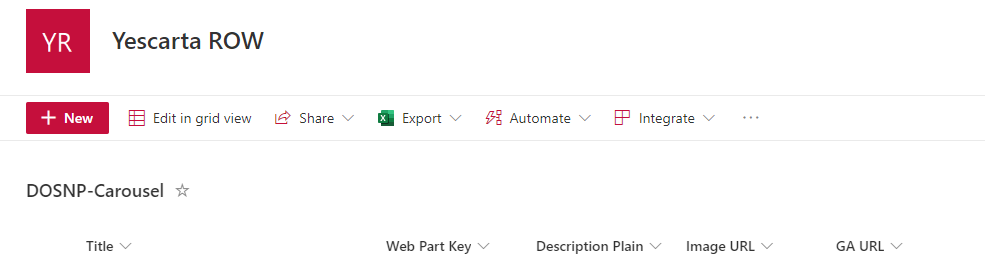 YR Yescarta ROW
New Edit in grid view Share Export Automate Integrate ...
DOSNP-Carousel
Title Web Part Key Description Plain Image URL GA URL